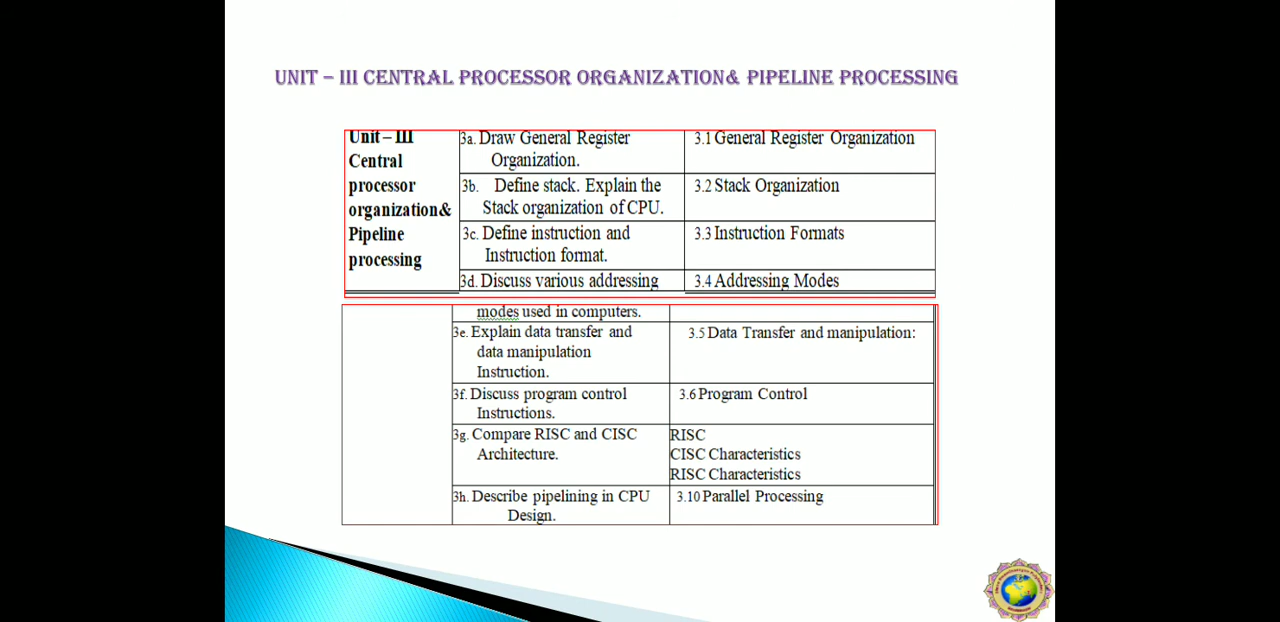 UNIT – III CENTRAL PROCESSOR ORGANIZATION& PIPELINE PROCESSING
Unit – III
Central
processor
organization&
Pipeline
processing
3a. Draw General Register
Organization.
3.1 General Register Organization
3b. Define stack. Explain the
Stack organization of CPU.
3.2 Stack Organization
3c. Define instruction and
Instruction format.
3.3 Instruction Formats
3d. Discuss various addressing
3.4 Addressing Modes
modes used in computers.
3e. Explain data transfer and
data manipulation
Instruction.
3.5 Data Transfer and manipulation:
3f. Discuss program control
Instructions.
3.6 Program Control
3g. Compare RISC and CISC
Architecture.
RISC
CISC Characteristics
RISC Characteristics
3h. Describe pipelining in CPU
Design.
3.10 Parallel Processing